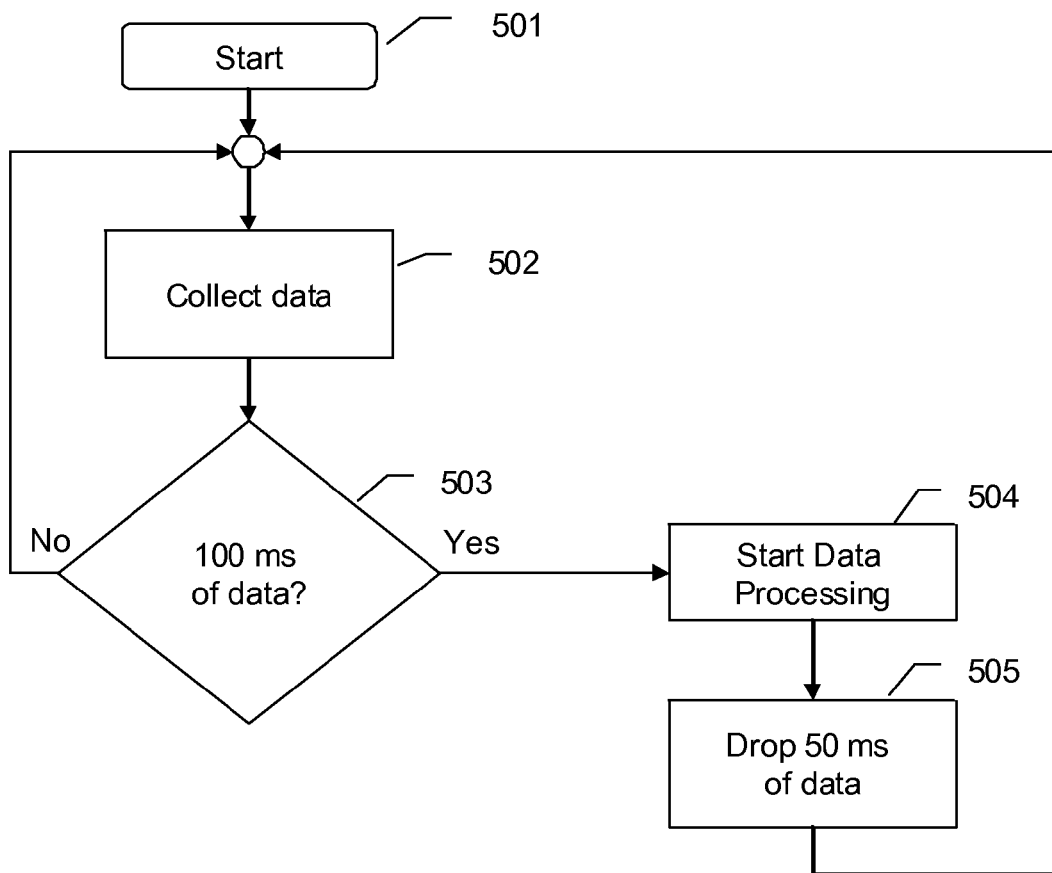 501
Start
502
Collect data
503
No
Yes
100 ms
of data?
504
Start Data
Processing
505
Drop 50 ms
of data